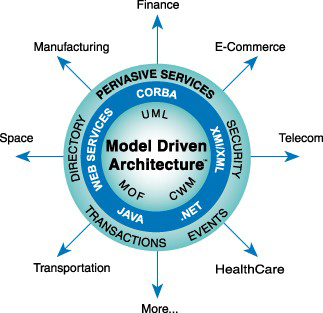 Finance
Manufacturing
E-Commerce
PERVASIVE SERVICES
CORBA
UML
DIRECTORY
WEB SERVICES
Space
Model Driven
Architecture™
XMI/XML
SECURITY
Telecom
MOF
CWM
JAVA
.NET
TRANSACTIONS
EVENTS
Transportation
HealthCare
More...